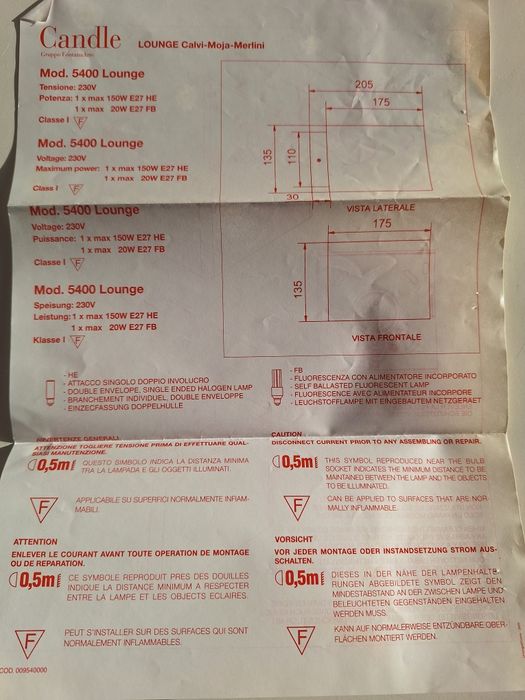 Candle
Gruppo FontanaArte
LOUNGE Calvi-Moja-Merlini
Mod. 5400 Lounge
Tensione: 230V
Potenza: 1 x max 150W E27 HE
1 x max 20W E27 FB
Classe I F
Mod. 5400 Lounge
Voltage: 230V
Maximum power: 1 x max 150W E27 HE
1 x max 20W E27 FB
Class I F
Mod. 5400 Lounge
Voltage: 230V
Puissance: 1 x max 150W E27 HE
1 x max 20W E27 FB
Classe I F
Mod. 5400 Lounge
Speisung: 230V
Leistung: 1 x max 150W E27 HE
1 x max 20W E27 FB
Klasse I F
205
175
135
110
30
VISTA LATERALE
175
135
VISTA FRONTALE
- HE
- ATTACCO SINGOLO DOPPIO INVOLUCRO
- DOUBLE ENVELOPE, SINGLE ENDED HALOGEN LAMP
- BRANCHEMENT INDIVIDUEL, DOUBLE ENVELOPPE
- EINZECFASSUNG DOPPELHULLE
- FB
- FLUORESCENZA CON ALIMENTATORE INCORPORATO
- SELF BALLASTED FLUORESCENT LAMP
- FLUORESCENCE AVEC ALIMENTATEUR INCORPORE
- LEUCHSTOFFLAMPE MIT EINGEBAUTEM NETZGERAET
AVVERTENZE GENERALI
ATTENZIONE TOGLIERE TENSIONE PRIMA DI EFFETTUARE QUAL-
SIASI MANUTENZIONE.
0,5m
QUESTO SIMBOLO INDICA LA DISTANZA MINIMA
TRA LA LAMPADA E GLI OGGETTI ILLUMINATI.
F
APPLICABILE SU SUPERFICI NORMALMENTE INFIAM-
MABILI.
CAUTION
DISCONNECT CURRENT PRIOR TO ANY ASSEMBLING OR REPAIR.
0,5m
THIS SYMBOL REPRODUCED NEAR THE BULB
SOCKET INDICATES THE MINIMUM DISTANCE TO BE
MAINTAINED BETWEEN THE LAMP AND THE OBJECTS
TO BE ILLUMINATED.
F
CAN BE APPLIED TO SURFACES THAT ARE NOR-
MALLY INFLAMMABLE.
ATTENTION
ENLEVER LE COURANT AVANT TOUTE OPERATION DE MONTAGE
OU DE REPARATION.
0,5m
CE SYMBOLE REPRODUIT PRES DES DOUILLES
INDIQUE LA DISTANCE MINIMUM A RESPECTER
ENTRE LA LAMPE ET LES OBJECTS ECLAIRES.
F
PEUT S'INSTALLER SUR DES SURFACES QUI SONT
NORMALEMENT INFLAMMABLES.
VORSICHT
VOR JEDER MONTAGE ODER INSTANDSETZUNG STROM AUS-
SCHALTEN.
0,5m
DIESES IN DER NÄHE DER LAMPENHALTE-
RUNGEN ABGEBILDETE SYMBOL ZEIGT DEN
MINDESTABSTAND AN DER ZWISCHEN LAMPE UND
BELEUCHTETEN GEGENSTÄNDEN EINGEHALTEN
WERDEN MUSS.
F
KANN AUF NORMALERWEISE ENTZÜNDBARE OBER-
FLÄCHEN MONTIERT WERDEN.
COD. 009540000